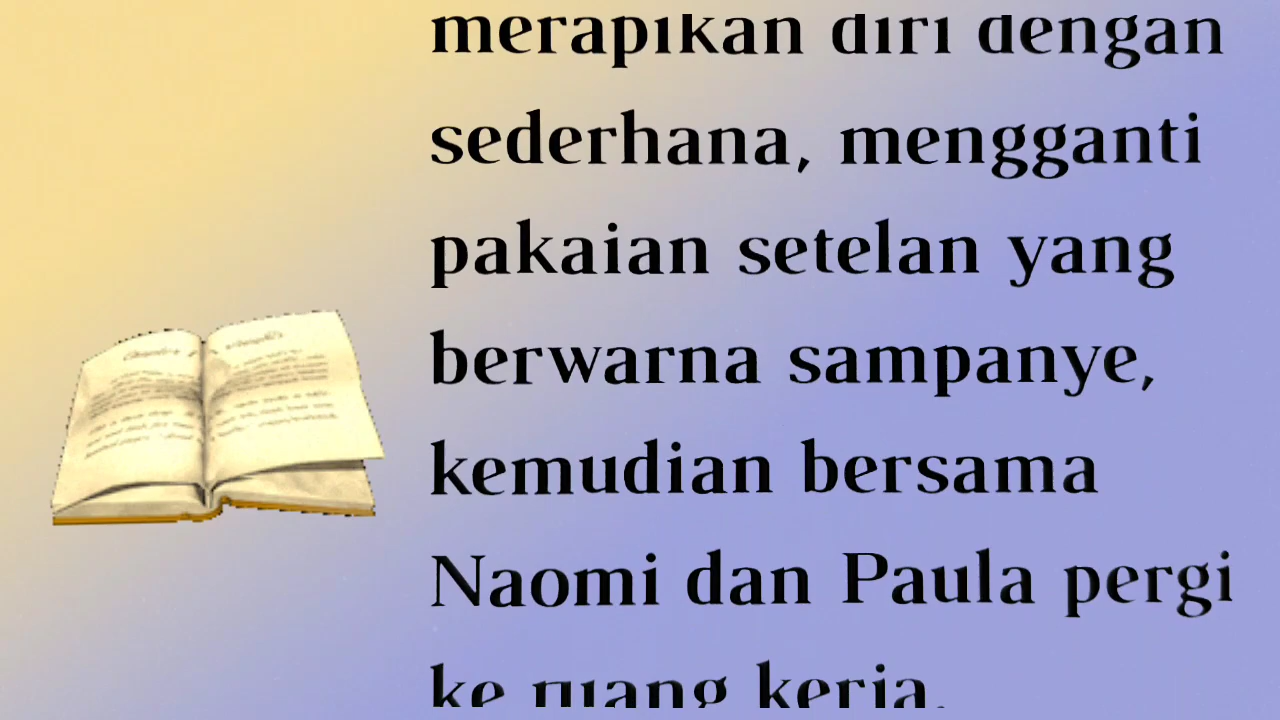 merapikan diri dengan
sederhana, mengganti
pakaian setelan yang
berwarna sampanye,
kemudian bersama
Naomi dan Paula pergi
ke ruang kerja.